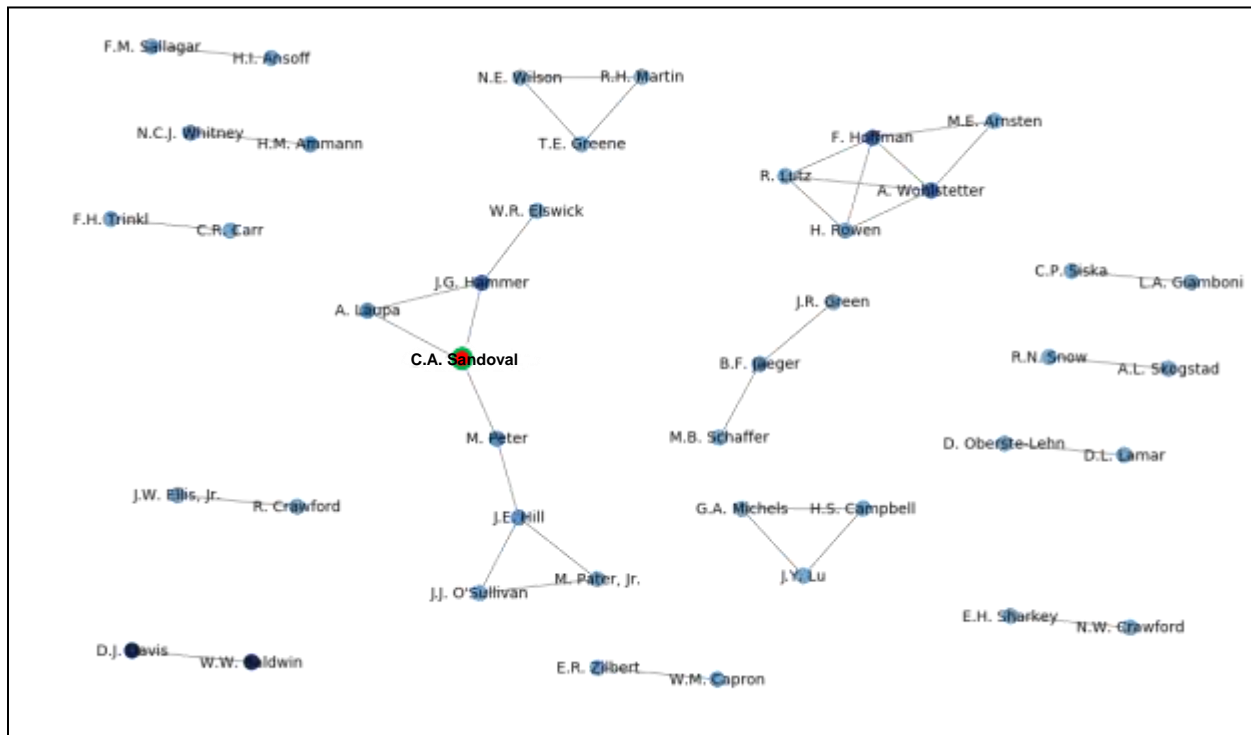 F.M. Sallagar
H.I. Ansoff
N.E. Wilson
R.H. Martin
M.E. Arnsten
N.C.J. Whitney
H.M. Ammann
T.E. Greene
F. Hoffman
R. Lutz
A. Wohlstetter
F.H. Trinkl
C.R. Carr
W.R. Elswick
H. Rowen
J.G. Hammer
C.P. Siska
L.A. Giamboni
A. Laupa
J.R. Green
C.A. Sandoval
B.F. Jaeger
R.N. Snow
A.L. Skogstad
M. Peter
M.B. Schaffer
D. Oberste-Lehn
D.L. Lamar
J.W. Ellis, Jr.
R. Crawford
J.E. Hill
G.A. Michels
H.S. Campbell
J.J. O'Sullivan
M. Pater, Jr.
J.Y. Lu
E.H. Sharkey
N.W. Crawford
D.J. Davis
W.W. Baldwin
E.R. Zilbert
W.M. Capron